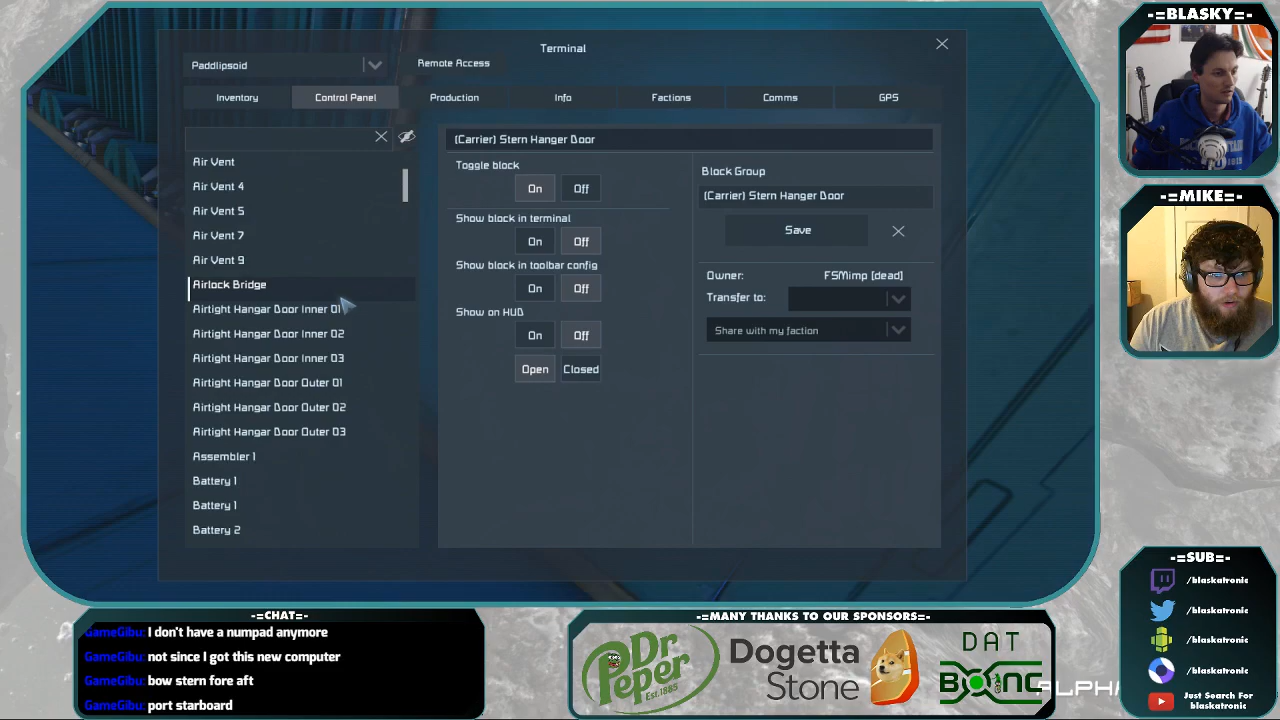 -=BLASKY=-
Terminal
Paddlipsoid
Remote Access
Inventory
Control Panel
Production
Info
Factions
Comms
GPS
Air Vent
Air Vent 4
Air Vent 5
Air Vent 7
Air Vent 9
Airlock Bridge
Airtight Hangar Door Inner 01
Airtight Hangar Door Inner 02
Airtight Hangar Door Inner 03
Airtight Hangar Door Outer 01
Airtight Hangar Door Outer 02
Airtight Hangar Door Outer 03
Assembler 1
Battery 1
Battery 1
Battery 2
(Carrier) Stern Hanger Door
Toggle block
On Off
Show block in terminal
On Off
Show block in toolbar config
On Off
Show on HUD
On Off
Open Closed
Block Group
(Carrier) Stern Hanger Door
Save
Owner: FSMimp [dead]
Transfer to:
Share with my faction
-=MIKE=-
-=SUB=-
/blaskatronic
/blaskatronic
/blaskatronic
/blaskatronic
Just Search For
blaskatronic
-=CHAT=-
GameGibu: I don't have a numpad anymore
GameGibu: not since I got this new computer
GameGibu: bow stern fore aft
GameGibu: port starboard
-=MANY THANKS TO OUR SPONSORS=-
Dr Peper
EST. 1885
Dogetta
Stone
DAT
BONC
ALPHA